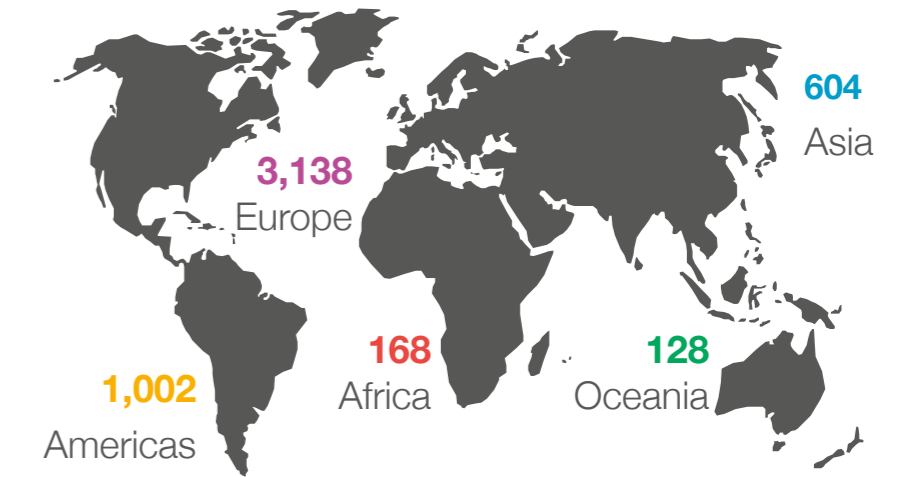 604
Asia
3,138
Europe
168
Africa
128
Oceania
1,002
Americas